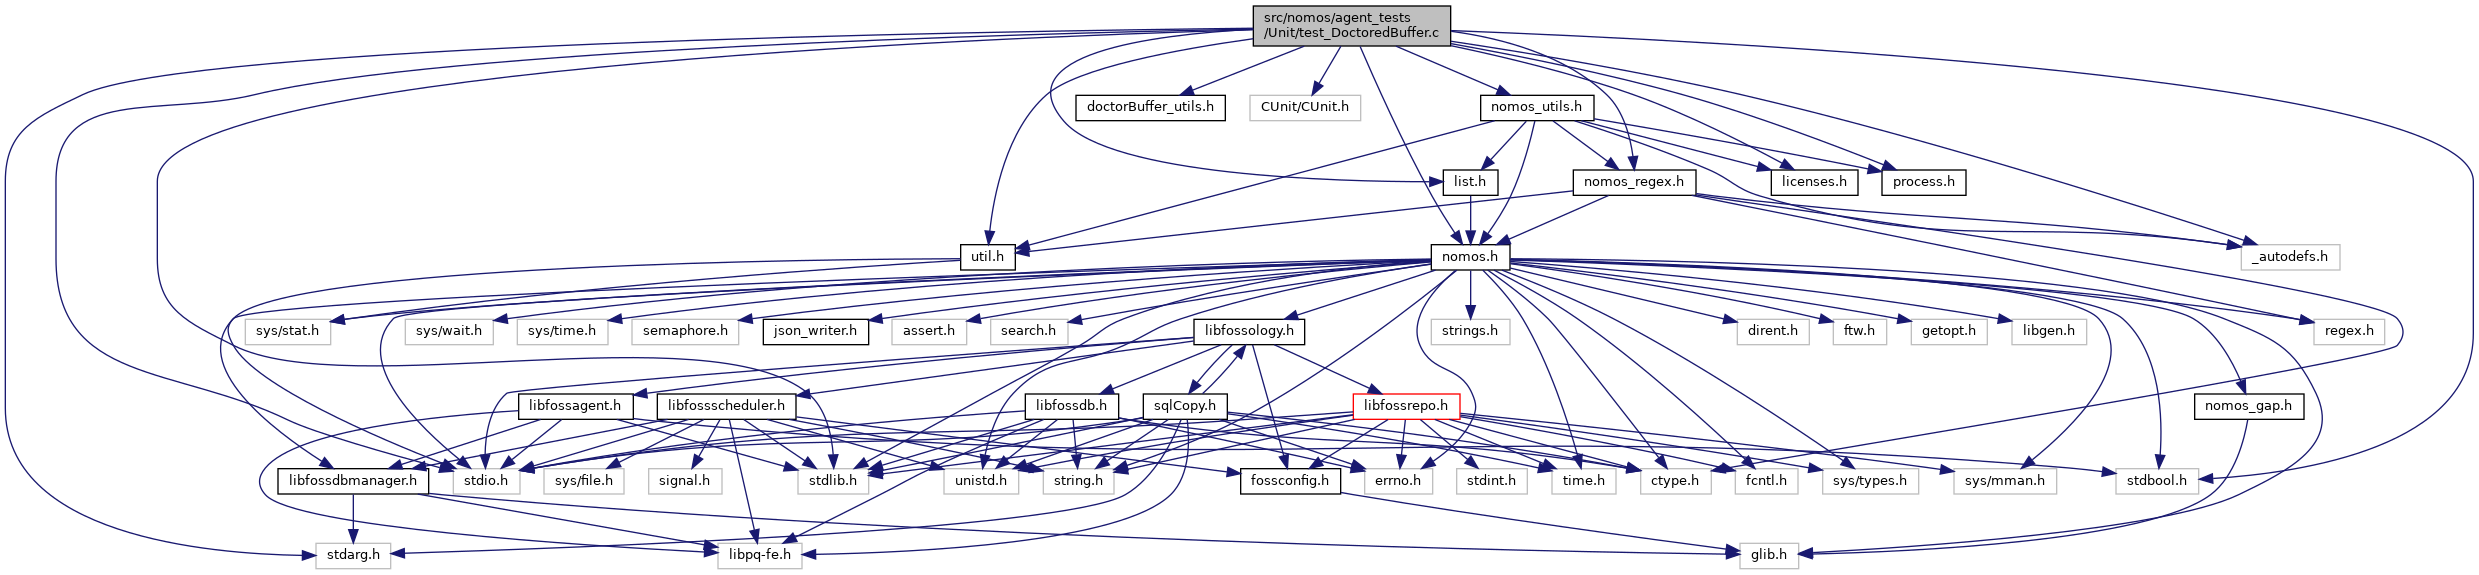 src/nomos/agent_tests
/Unit/test_DoctoredBuffer.c
doctorBuffer_utils.h
CUnit/CUnit.h
nomos_utils.h
list.h
nomos_regex.h
licenses.h
process.h
util.h
nomos.h
_autodefs.h
sys/stat.h
sys/wait.h
sys/time.h
semaphore.h
json_writer.h
assert.h
search.h
libfossology.h
strings.h
dirent.h
ftw.h
getopt.h
libgen.h
regex.h
libfossagent.h
libfossscheduler.h
libfossdb.h
sqlCopy.h
libfossrepo.h
nomos_gap.h
libfossdbmanager.h
stdio.h
sys/file.h
signal.h
stdlib.h
unistd.h
string.h
fossconfig.h
errno.h
stdint.h
time.h
ctype.h
fcntl.h
sys/types.h
sys/mman.h
stdbool.h
stdarg.h
libpq-fe.h
glib.h